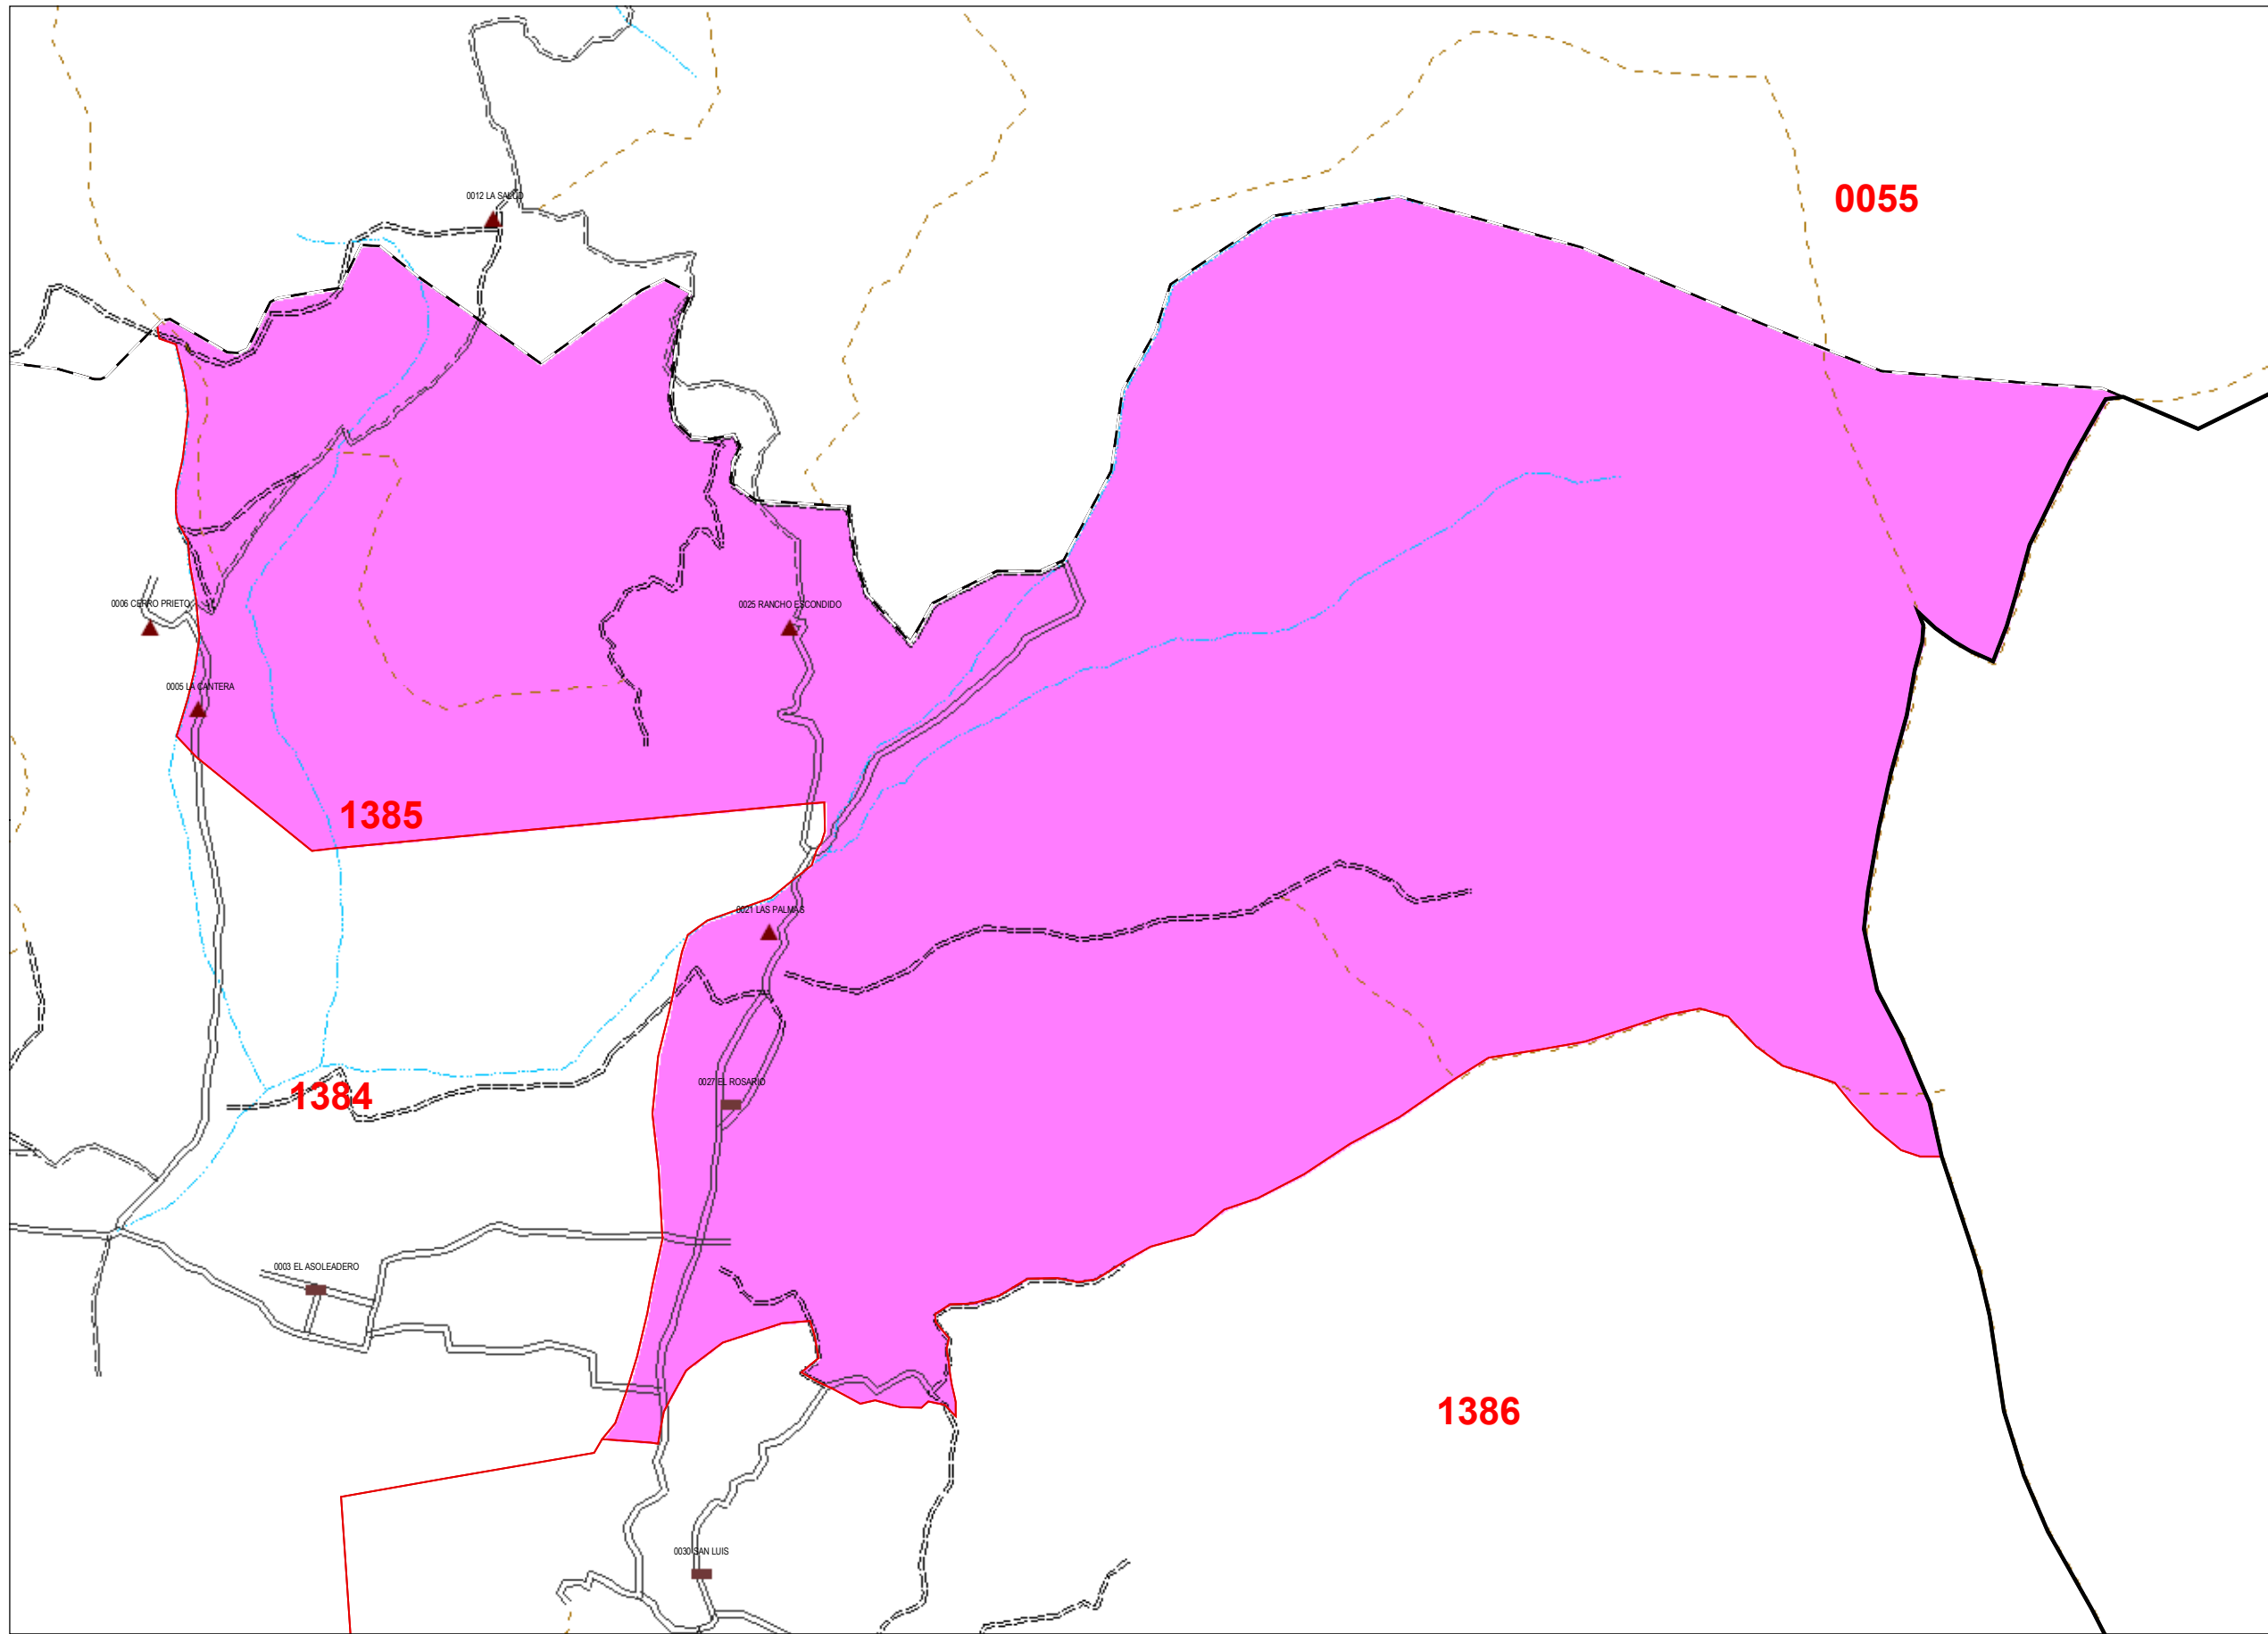 0055
0012 LA SALUD
0006 CERRO PRIETO
0025 RANCHO ESCONDIDO
0005 LA CANTERA
1385
0021 LAS PALMAS
0027 EL ROSARIO
1384
0003 EL ASOLEADERO
1386
0030 SAN LUIS